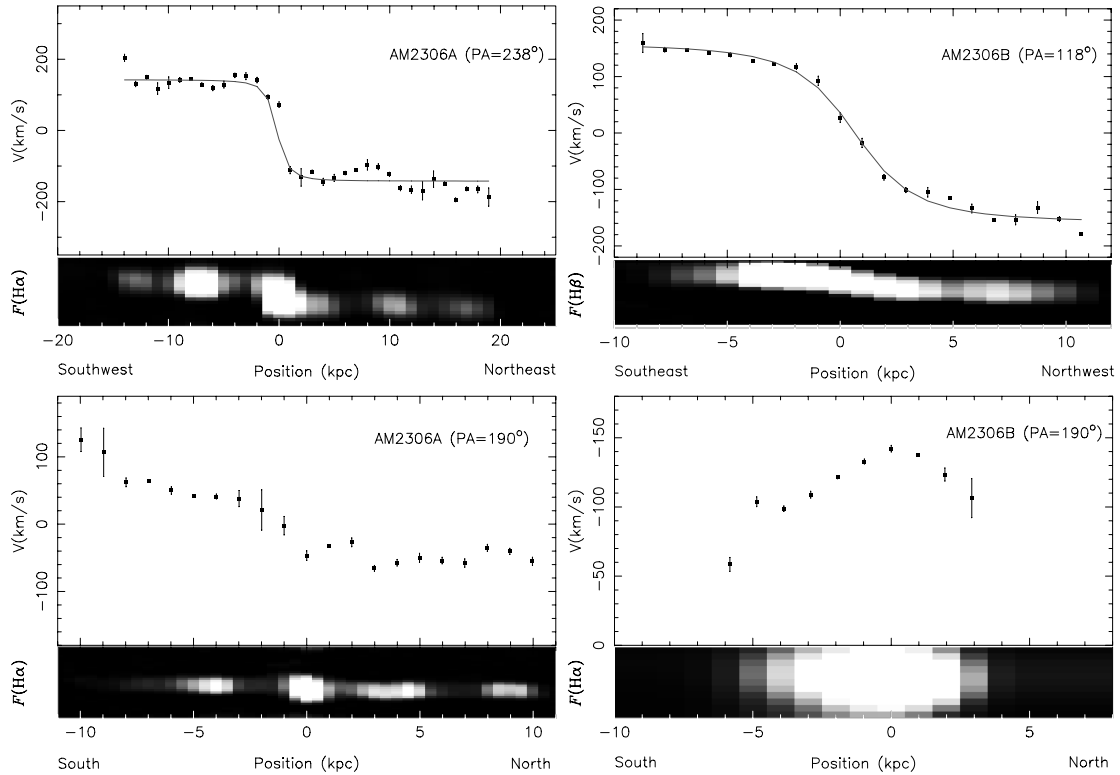 AM2306A (PA=238°)
V(km/s)
200
0
−200
F(Hα)
−20 −10 0 10 20
Southwest Position (kpc) Northeast
AM2306B (PA=118°)
V(km/s)
200
100
0
−100
−200
F(Hβ)
−10 −5 0 5 10
Southeast Position (kpc) Northwest
AM2306A (PA=190°)
V(km/s)
100
0
−100
F(Hα)
−10 −5 0 5 10
South Position (kpc) North
AM2306B (PA=190°)
V(km/s)
−150
−100
−50
0
F(Hα)
−5 0 5
South Position (kpc) North